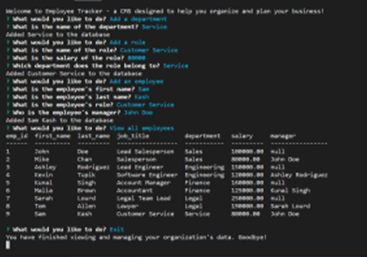 Welcome to Employee Tracker - a CMS designed to help you organize and plan your business!
? What would you like to do? Add a department
? What is the name of the department? Service
Added Service to the database
? What would you like to do? Add a role
? What is the name of the role? Customer Service
? What is the salary of the role? 80000
? Which department does the role belong to? Service
Added Customer Service to the database
? What would you like to do? Add an employee
? What is the employee's first name? Sam
? What is the employee's last name? Kash
? What is the employee's role? Customer Service
? Who is the employee's manager? John Doe
Added Sam Kash to the database
? What would you like to do? View all employees
emp_id first_name last_name job_title department salary manager
1 John Doe Lead Salesperson Sales 100000.00 null
2 Mike Chan Salesperson Sales 80000.00 John Doe
3 Ashley Rodriguez Lead Engineer Engineering 150000.00 null
4 Kevin Tupik Software Engineer Engineering 120000.00 Ashley Rodriguez
5 Kunal Singh Account Manager Finance 160000.00 null
6 Malia Brown Accountant Finance 125000.00 Kunal Singh
7 Sarah Lourd Legal Team Lead Legal 250000.00 null
8 Tom Allen Lawyer Legal 190000.00 Sarah Lourd
9 Sam Kash Customer Service Service 80000.00 John Doe
? What would you like to do? Exit
You have finished viewing and managing your organization's data. Goodbye!